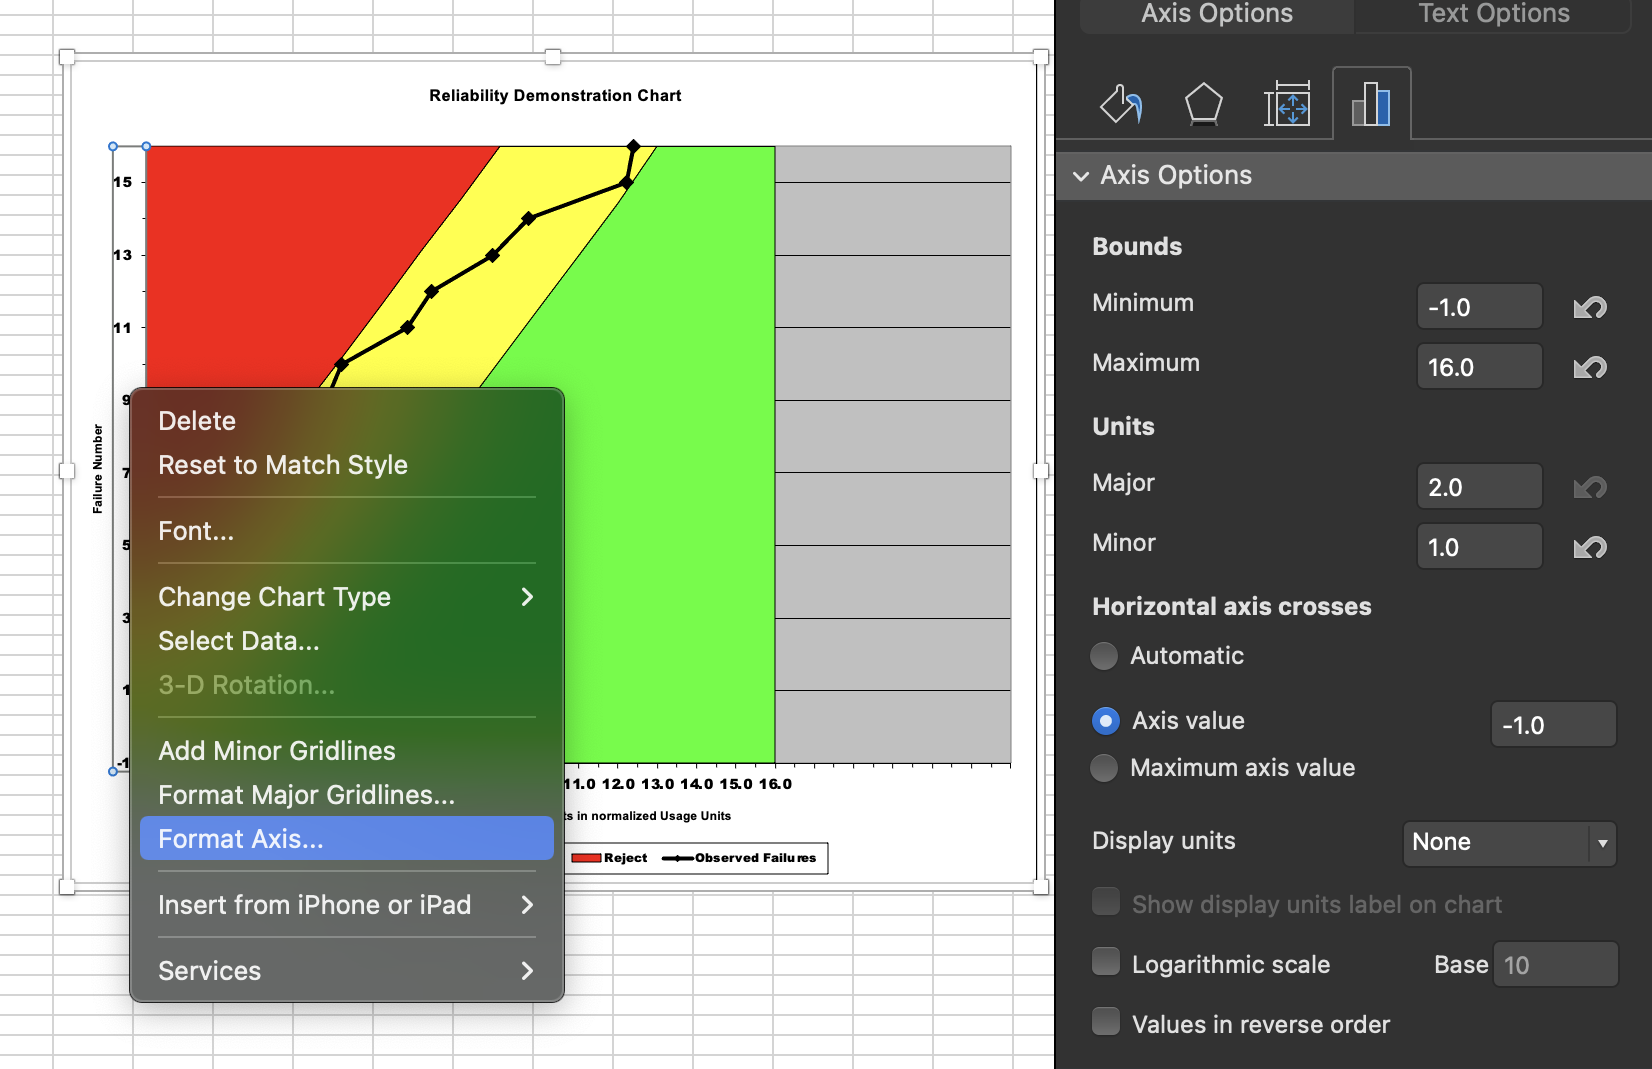 Axis Options
Text Options
Reliability Demonstration Chart
15
13
11
9
7
5
3
1
-1
Failure Number
11.0 12.0 13.0 14.0 15.0 16.0
in normalized Usage Units
Reject
Observed Failures
Delete
Reset to Match Style
Font...
Change Chart Type
Select Data...
3-D Rotation...
Add Minor Gridlines
Format Major Gridlines...
Format Axis...
Insert from iPhone or iPad
Services
Axis Options
Bounds
Minimum -1.0
Maximum 16.0
Units
Major 2.0
Minor 1.0
Horizontal axis crosses
Automatic
Axis value -1.0
Maximum axis value
Display units None
Show display units label on chart
Logarithmic scale Base 10
Values in reverse order